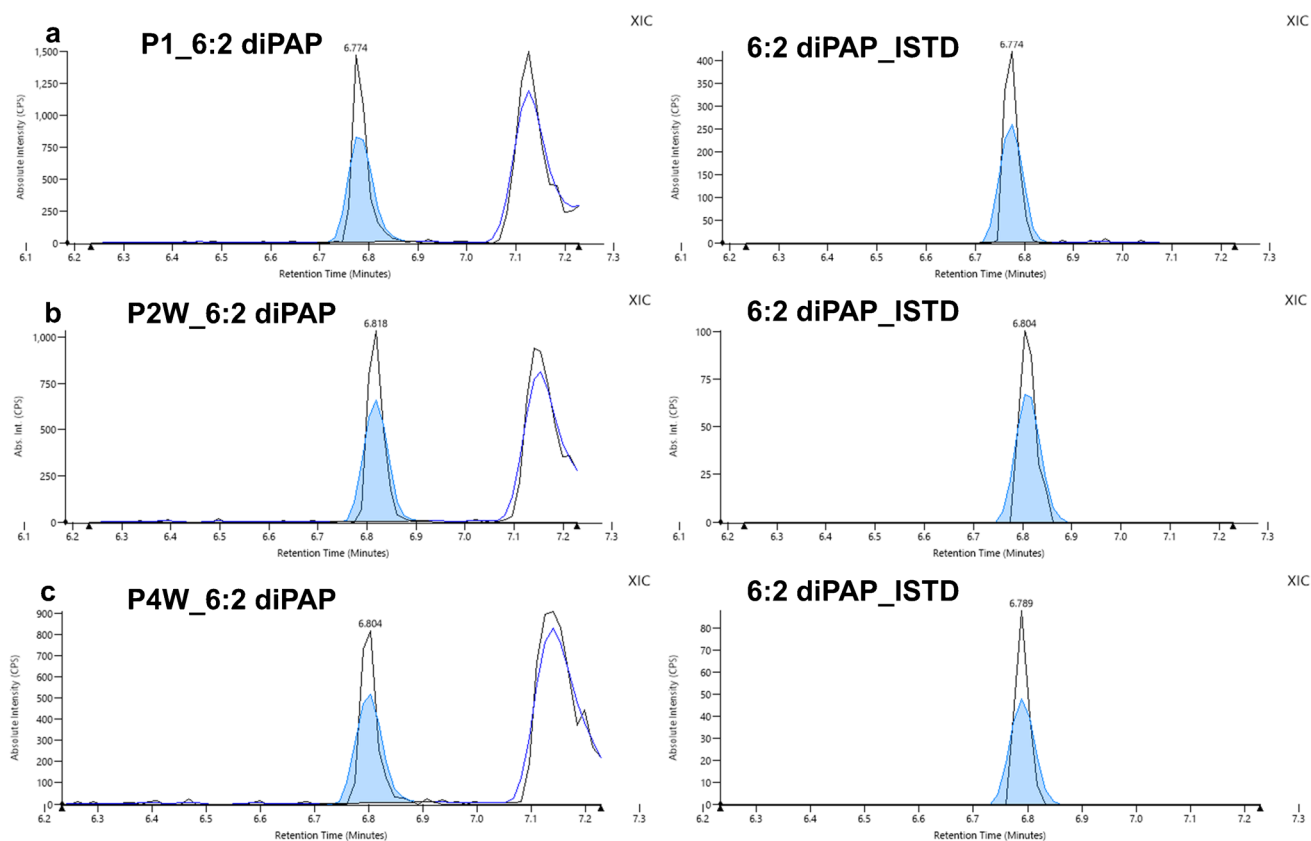 a
P1_6:2 diPAP
XIC
6.774
1,500
1,250
1,000
750
500
250
0
Absolute Intensity (CPS)
6.1 6.2 6.3 6.4 6.5 6.6 6.7 6.8 6.9 7.0 7.1 7.2 7.3
Retention Time (Minutes)
6:2 diPAP_ISTD
XIC
6.774
400
350
300
250
200
150
100
50
0
Absolute Intensity (CPS)
6.1 6.2 6.3 6.4 6.5 6.6 6.7 6.8 6.9 7.0 7.1 7.2 7.3
Retention Time (Minutes)
b
P2W_6:2 diPAP
XIC
6.818
1,000
750
500
250
0
Abs. Int. (CPS)
6.1 6.2 6.3 6.4 6.5 6.6 6.7 6.8 6.9 7.0 7.1 7.2 7.3
Retention Time (Minutes)
6:2 diPAP_ISTD
XIC
6.804
100
75
50
25
0
Abs. Int. (CPS)
6.1 6.2 6.3 6.4 6.5 6.6 6.7 6.8 6.9 7.0 7.1 7.2 7.3
Retention Time (Minutes)
c
P4W_6:2 diPAP
XIC
6.804
900
800
700
600
500
400
300
200
100
0
Absolute Intensity (CPS)
6.2 6.3 6.4 6.5 6.6 6.7 6.8 6.9 7.0 7.1 7.2 7.3
Retention Time (Minutes)
6:2 diPAP_ISTD
XIC
6.789
80
70
60
50
40
30
20
10
0
Absolute Intensity (CPS)
6.2 6.3 6.4 6.5 6.6 6.7 6.8 6.9 7.0 7.1 7.2 7.3
Retention Time (Minutes)